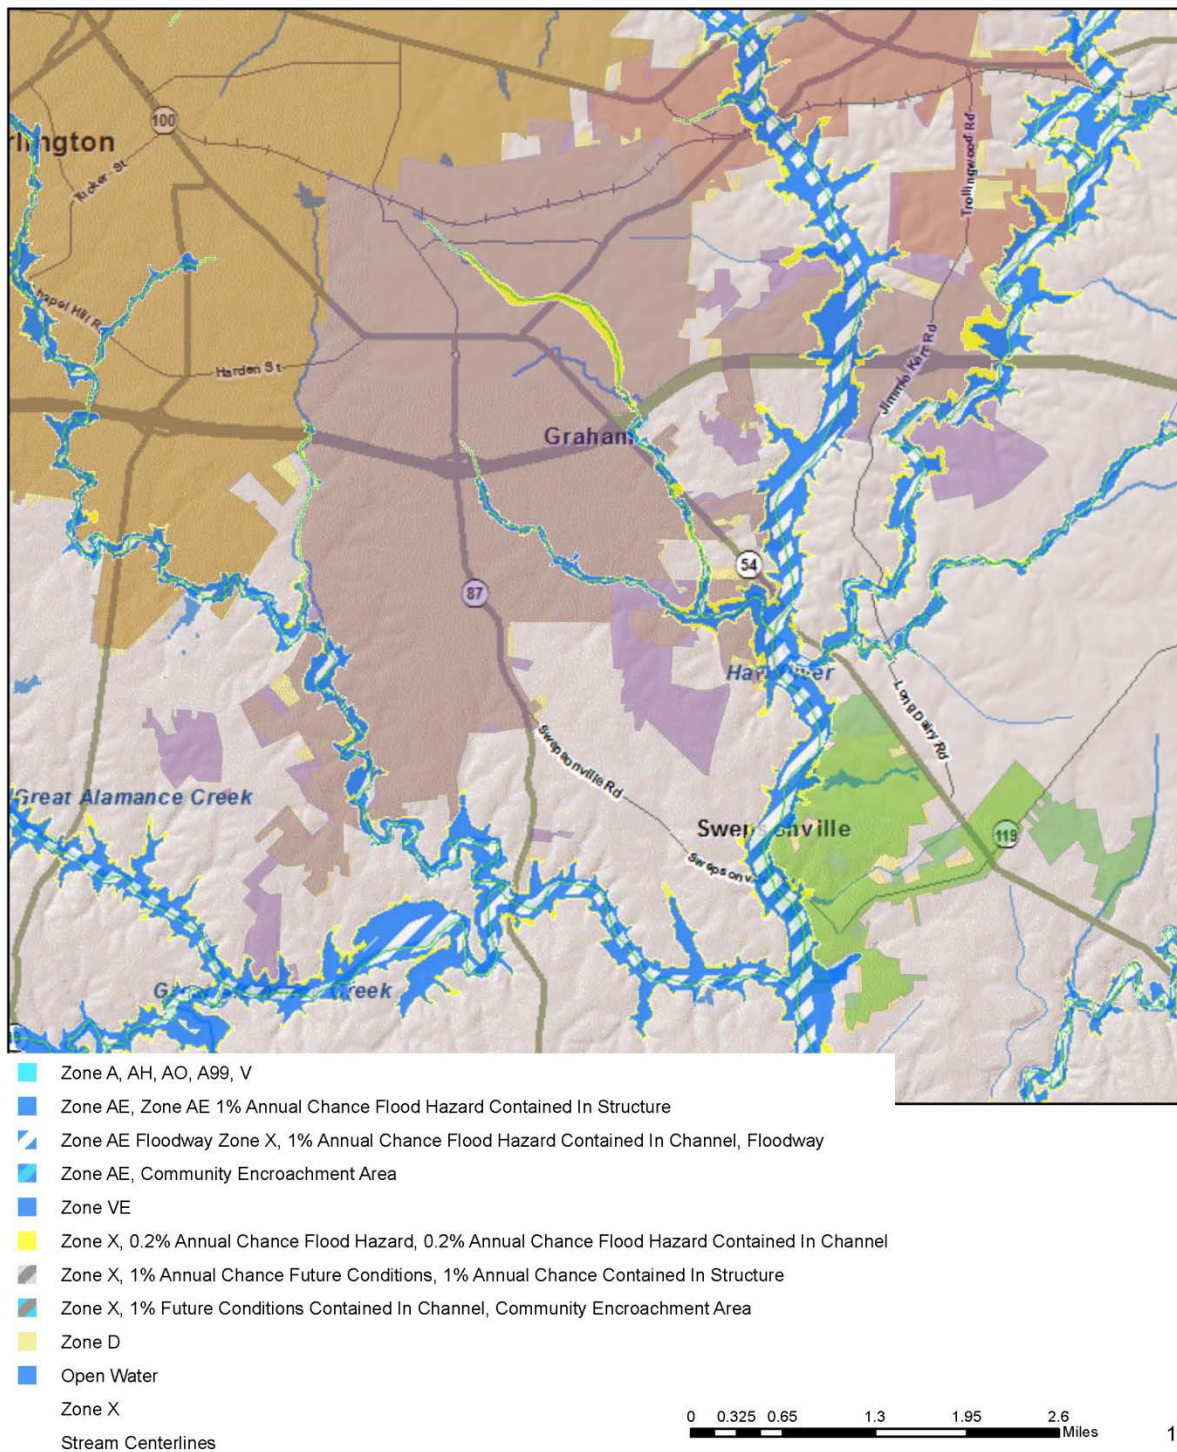 100
rlington
Tucker St
Trollingwood Rd
hapel Hill R
Harden St
Jimmie Kerr Rd
Graham
54
87
Ha River
Long Dairy Rd
Swepsonville Rd
Great Alamance Creek
Swepsonville
119
Swepsonv
Creek
Zone A, AH, AO, A99, V
Zone AE, Zone AE 1% Annual Chance Flood Hazard Contained In Structure
Zone AE Floodway Zone X, 1% Annual Chance Flood Hazard Contained In Channel, Floodway
Zone AE, Community Encroachment Area
Zone VE
Zone X, 0.2% Annual Chance Flood Hazard, 0.2% Annual Chance Flood Hazard Contained In Channel
Zone X, 1% Annual Chance Future Conditions, 1% Annual Chance Contained In Structure
Zone X, 1% Future Conditions Contained In Channel, Community Encroachment Area
Zone D
Open Water
Zone X
Stream Centerlines
0 0.325 0.65 1.3 1.95 2.6
Miles
1